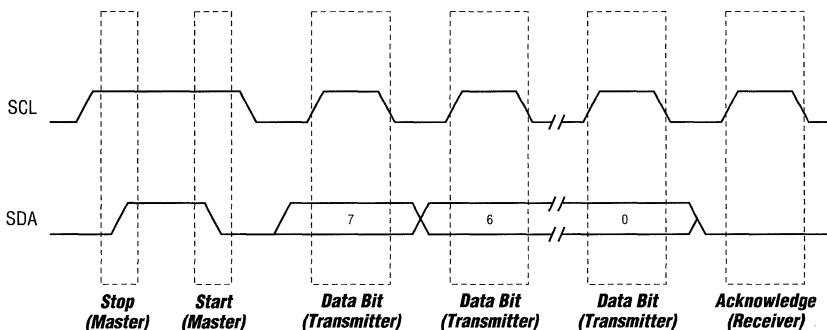 SCL
SDA
7
6
0
Stop
(Master)
Start
(Master)
Data Bit
(Transmitter)
Data Bit
(Transmitter)
Data Bit
(Transmitter)
Acknowledge
(Receiver)